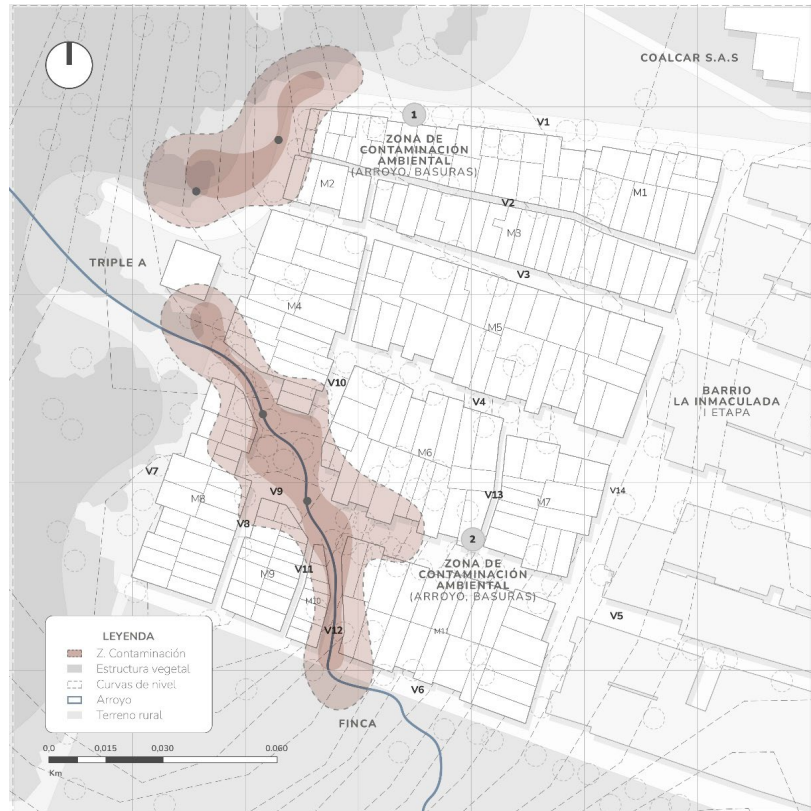 COALCAR S.A.S
1
V1
ZONA DE
CONTAMINACIÓN
AMBIENTAL
(ARROYO, BASURAS)
M2
M1
V2
M3
TRIPLE A
V3
M4
M5
V10
BARRIO
LA INMACULADA
I ETAPA
V4
M6
V7
M8
V9
V13
M7
V14
V8
2
ZONA DE
CONTAMINACIÓN
AMBIENTAL
(ARROYO, BASURAS)
V11
M9
M10
V5
V12
M11
V6
FINCA
LEYENDA
Z. Contaminación
Estructura vegetal
Curvas de nivel
Arroyo
Terreno rural
0,0 0,015 0,030 0.060
Km